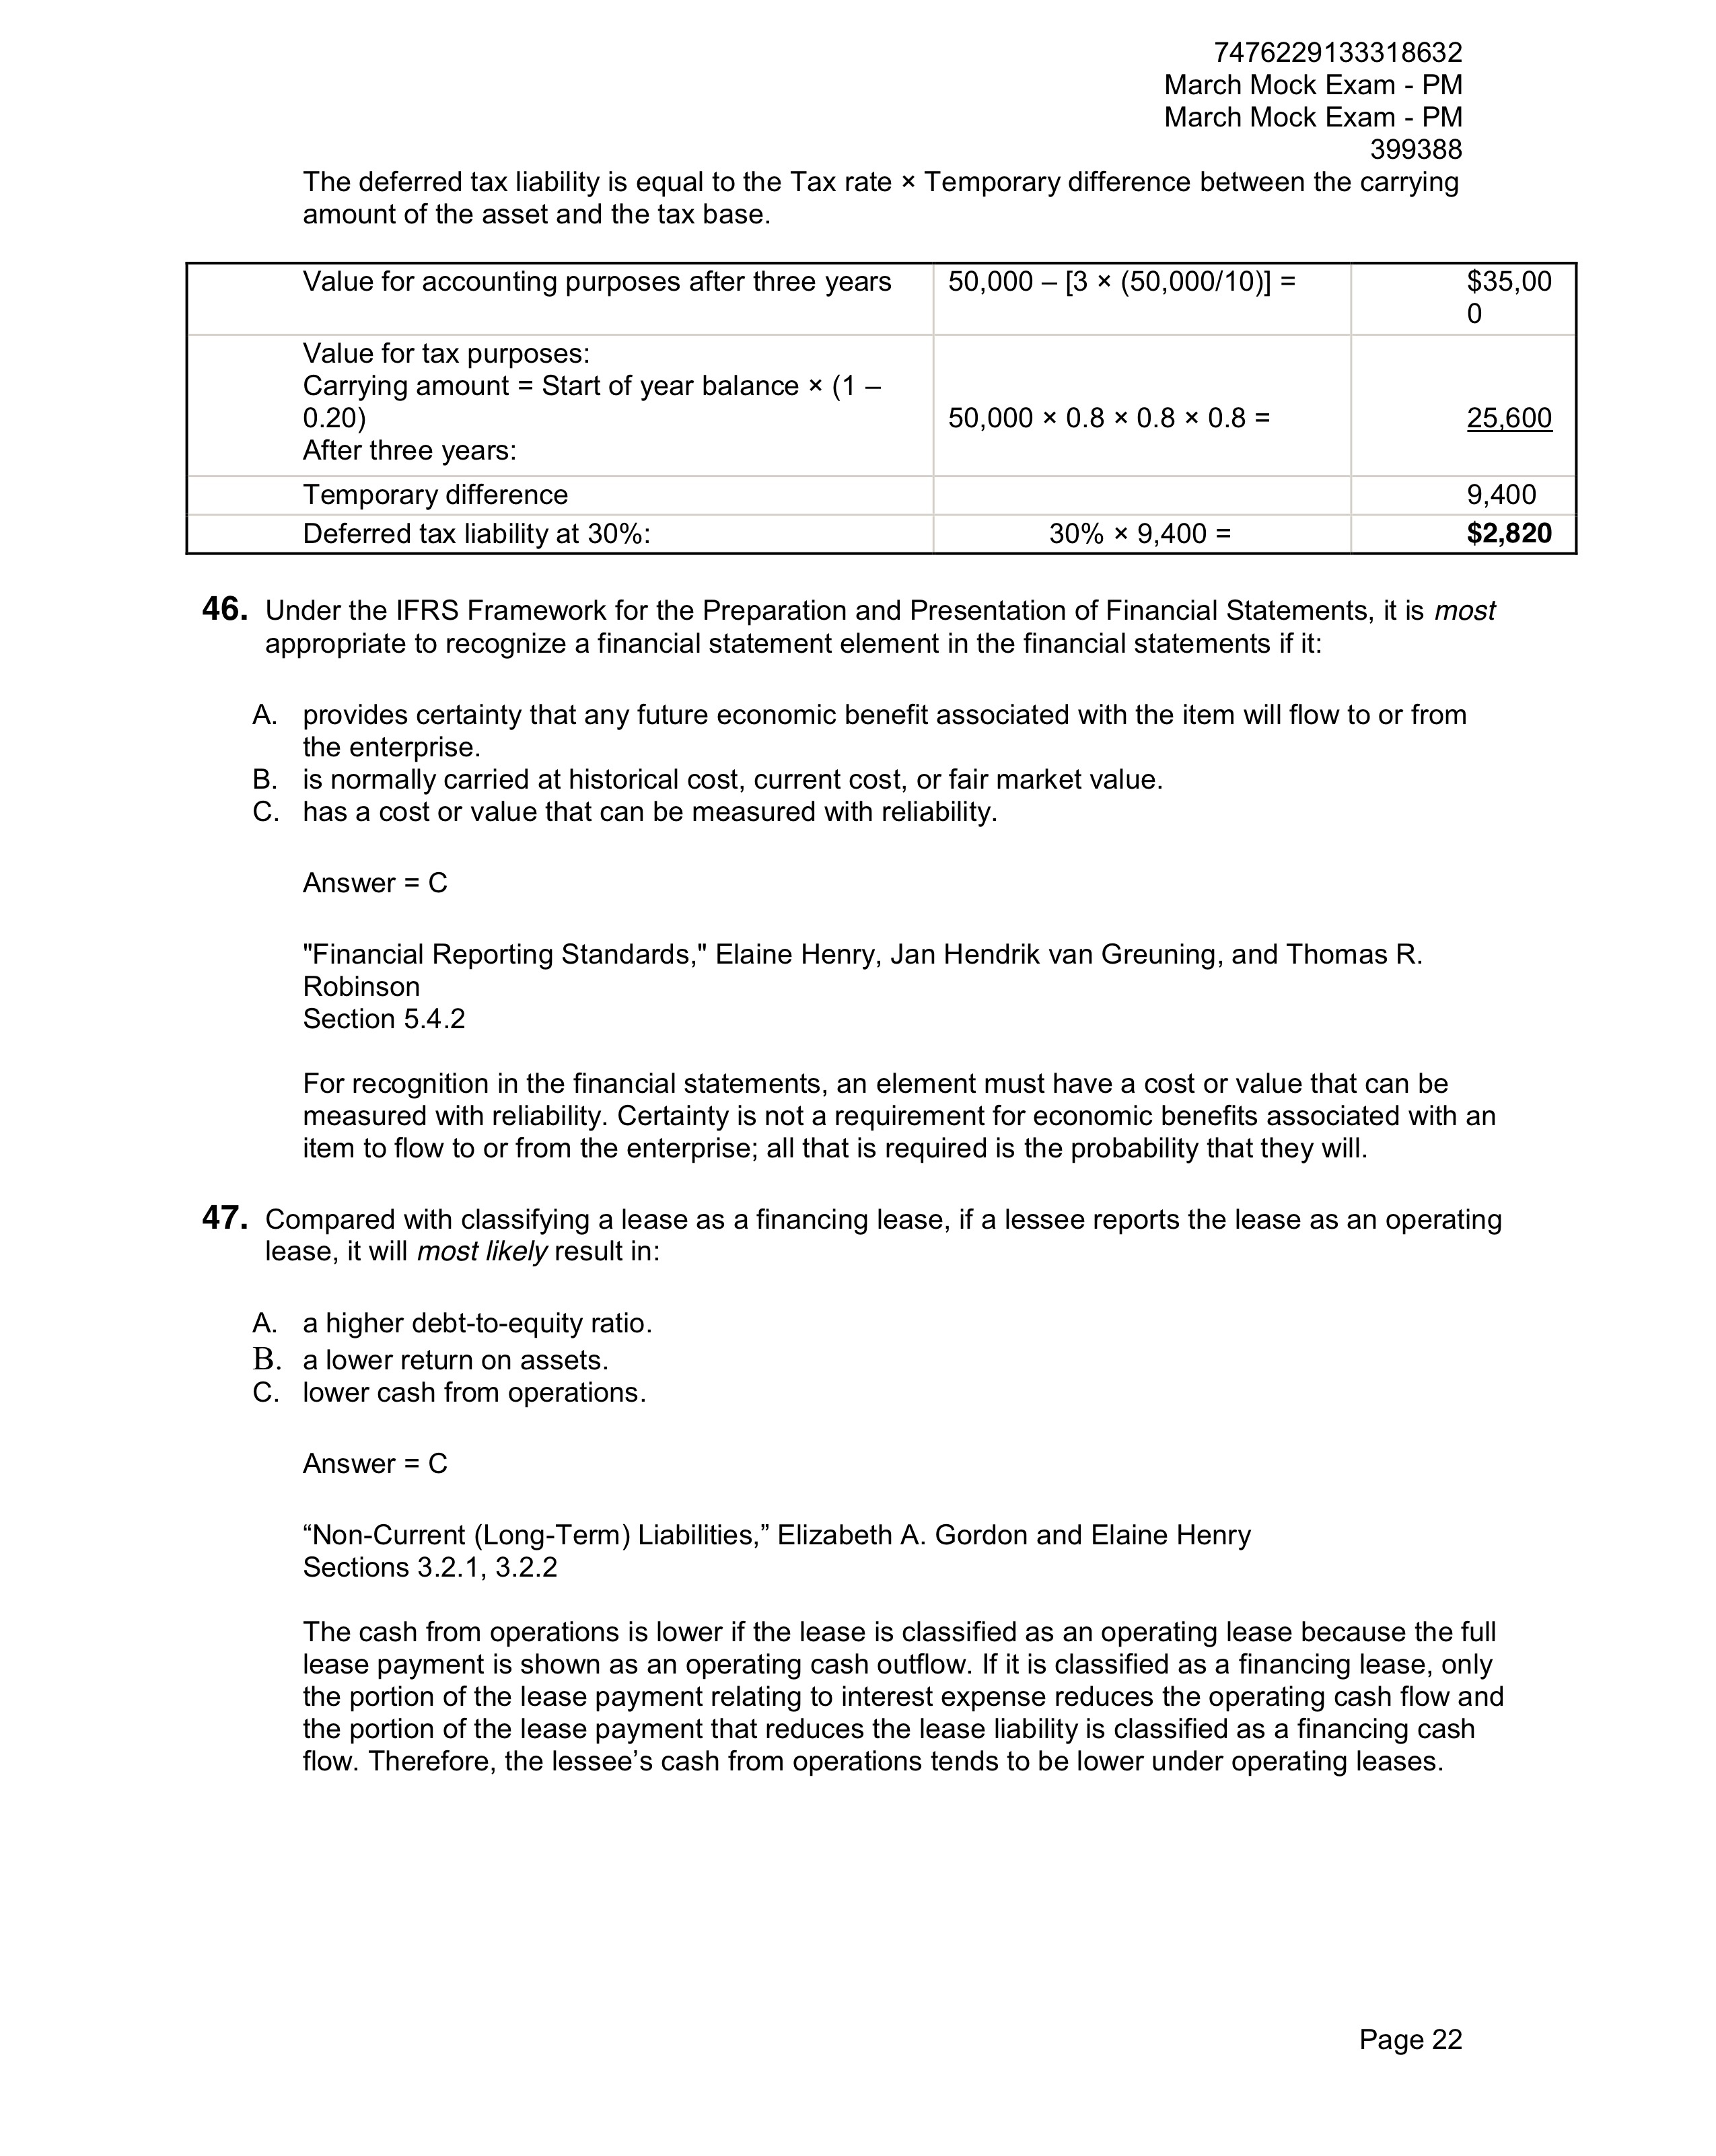 7476229133318632
March Mock Exam - PM
March Mock Exam - PM
399388
The deferred tax liability is equal to the Tax rate × Temporary difference between the carrying
amount of the asset and the tax base.
Value for accounting purposes after three years 50,000 – [3 × (50,000/10)] = $35,00
0
Value for tax purposes:
Carrying amount = Start of year balance × (1 –
0.20) 50,000 × 0.8 × 0.8 × 0.8 = 25,600
After three years:
Temporary difference 9,400
Deferred tax liability at 30%: 30% × 9,400 = $2,820
46. Under the IFRS Framework for the Preparation and Presentation of Financial Statements, it is most
appropriate to recognize a financial statement element in the financial statements if it:
A. provides certainty that any future economic benefit associated with the item will flow to or from
the enterprise.
B. is normally carried at historical cost, current cost, or fair market value.
C. has a cost or value that can be measured with reliability.
Answer = C
"Financial Reporting Standards," Elaine Henry, Jan Hendrik van Greuning, and Thomas R.
Robinson
Section 5.4.2
For recognition in the financial statements, an element must have a cost or value that can be
measured with reliability. Certainty is not a requirement for economic benefits associated with an
item to flow to or from the enterprise; all that is required is the probability that they will.
47. Compared with classifying a lease as a financing lease, if a lessee reports the lease as an operating
lease, it will most likely result in:
A. a higher debt-to-equity ratio.
B. a lower return on assets.
C. lower cash from operations.
Answer = C
“Non-Current (Long-Term) Liabilities,” Elizabeth A. Gordon and Elaine Henry
Sections 3.2.1, 3.2.2
The cash from operations is lower if the lease is classified as an operating lease because the full
lease payment is shown as an operating cash outflow. If it is classified as a financing lease, only
the portion of the lease payment relating to interest expense reduces the operating cash flow and
the portion of the lease payment that reduces the lease liability is classified as a financing cash
flow. Therefore, the lessee’s cash from operations tends to be lower under operating leases.
Page 22